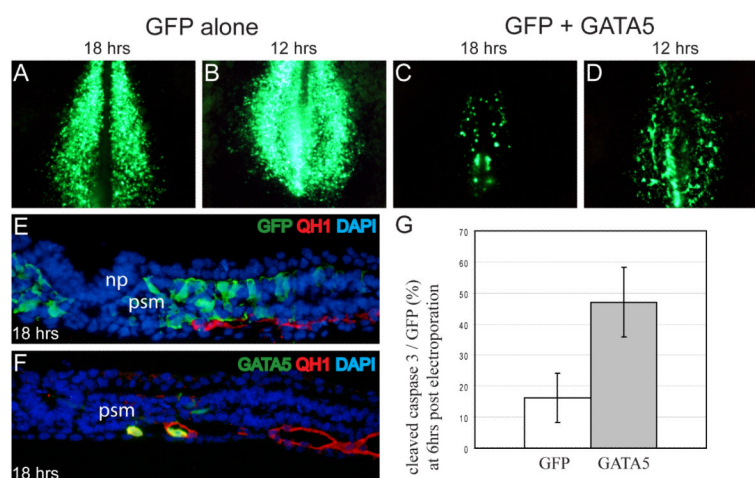 GFP alone
GFP + GATA5
18 hrs
12 hrs
18 hrs
12 hrs
A
B
C
D
E
GFP QH1 DAPI
np
psm
18 hrs
F
GATA5 QH1 DAPI
psm
18 hrs
G
cleaved caspase 3 / GFP (%)
at 6hrs post electroporation
70
60
50
40
30
20
10
0
GFP
GATA5